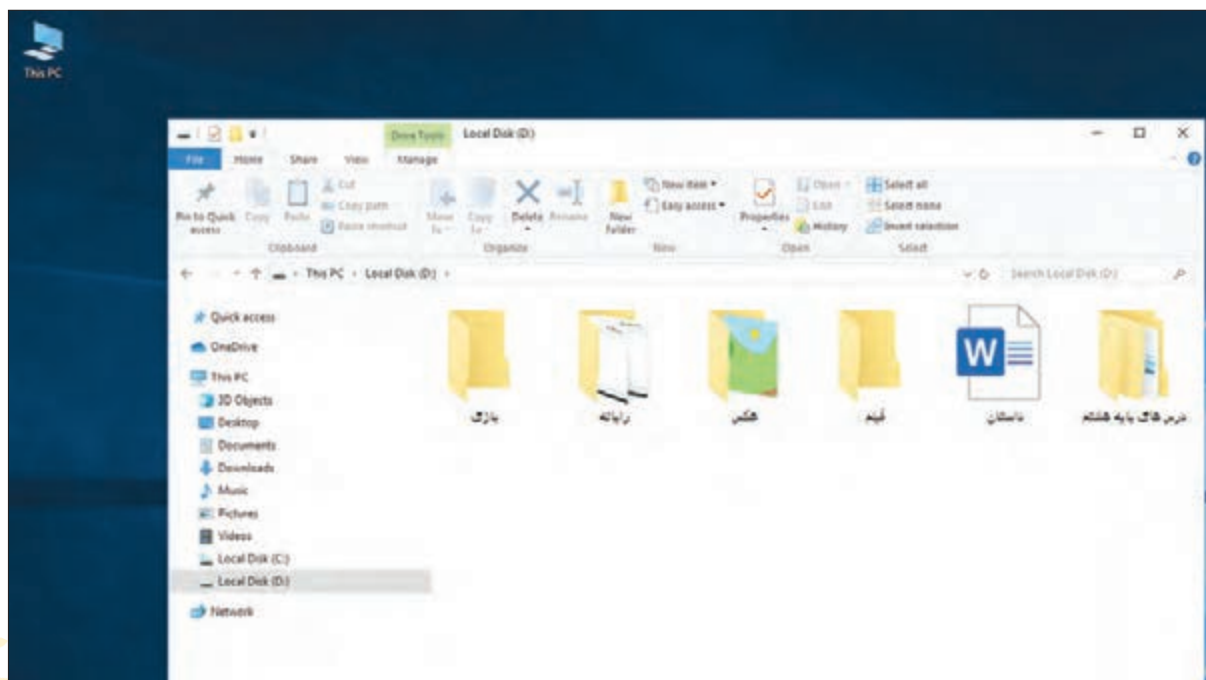 This PC
Drive Tools
Local Disk (D:)
File Home Share View Manage
Pin to Quick access
Copy
Paste
Cut
Copy path
Paste shortcut
Move to
Copy to
Delete
Rename
New folder
New item
Easy access
Properties
Open
Edit
History
Select all
Select none
Invert selection
Clipboard Organize New Open Select
This PC Local Disk (D:)
Search Local Disk (D:)
Quick access
OneDrive
This PC
3D Objects
Desktop
Documents
Downloads
Music
Pictures
Videos
Local Disk (C:)
Local Disk (D:)
Network
درس های پایه هشتم
داستان
فیلم
عکس
رایانه
بازی
W